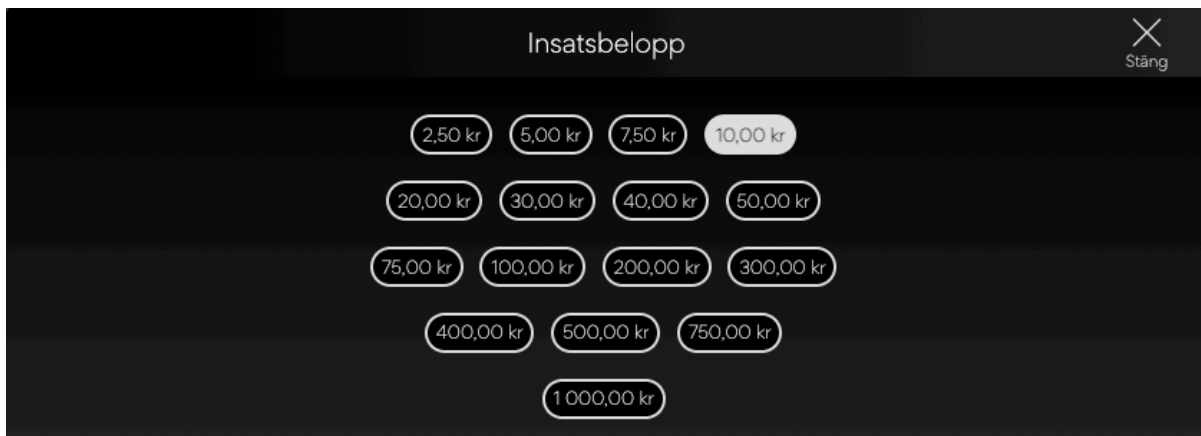 Insatsbelopp
Stäng
2,50 kr 5,00 kr 7,50 kr 10,00 kr
20,00 kr 30,00 kr 40,00 kr 50,00 kr
75,00 kr 100,00 kr 200,00 kr 300,00 kr
400,00 kr 500,00 kr 750,00 kr
1 000,00 kr